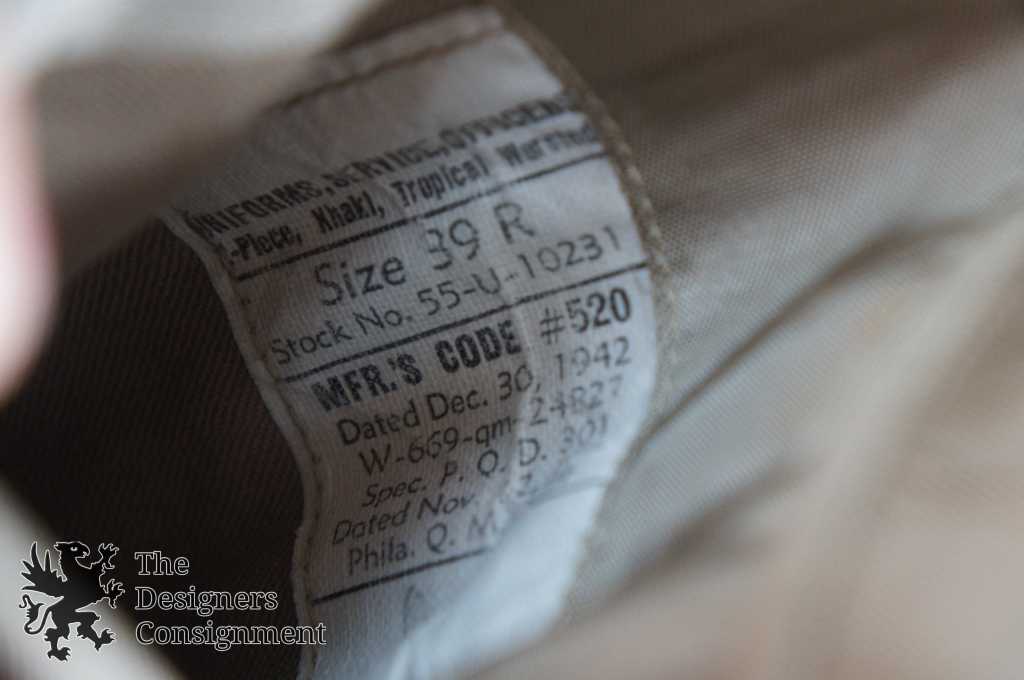 UNIFORMS, SERVICE, OFFICERS
-Piece, Khaki, Tropical Worsted
Size 39 R
Stock No. 55-U-10231
MFR.'S CODE #520
Dated Dec. 30, 1942
W-669-qm-24827
Spec. P. Q. D. 301
Dated Nov.
Phila. Q. M
The
Designers
Consignment